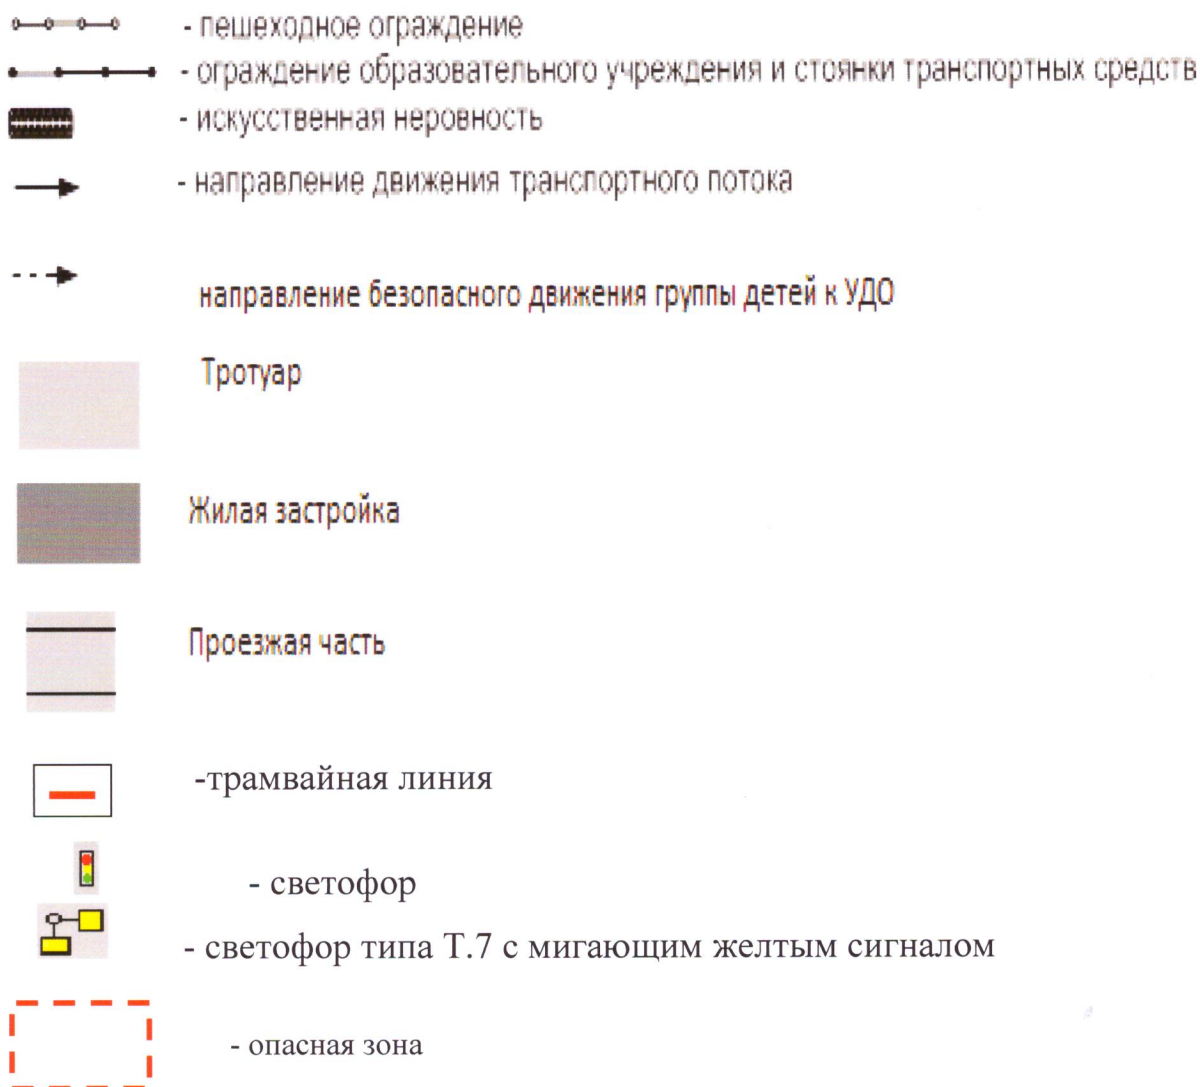 - пешеходное ограждение
- ограждение образовательного учреждения и стоянки транспортных средств
- искусственная неровность
- направление движения транспортного потока
направление безопасного движения группы детей к УДО
Тротуар
Жилая застройка
Проезжая часть
-трамвайная линия
- светофор
- светофор типа Т.7 с мигающим желтым сигналом
- опасная зона